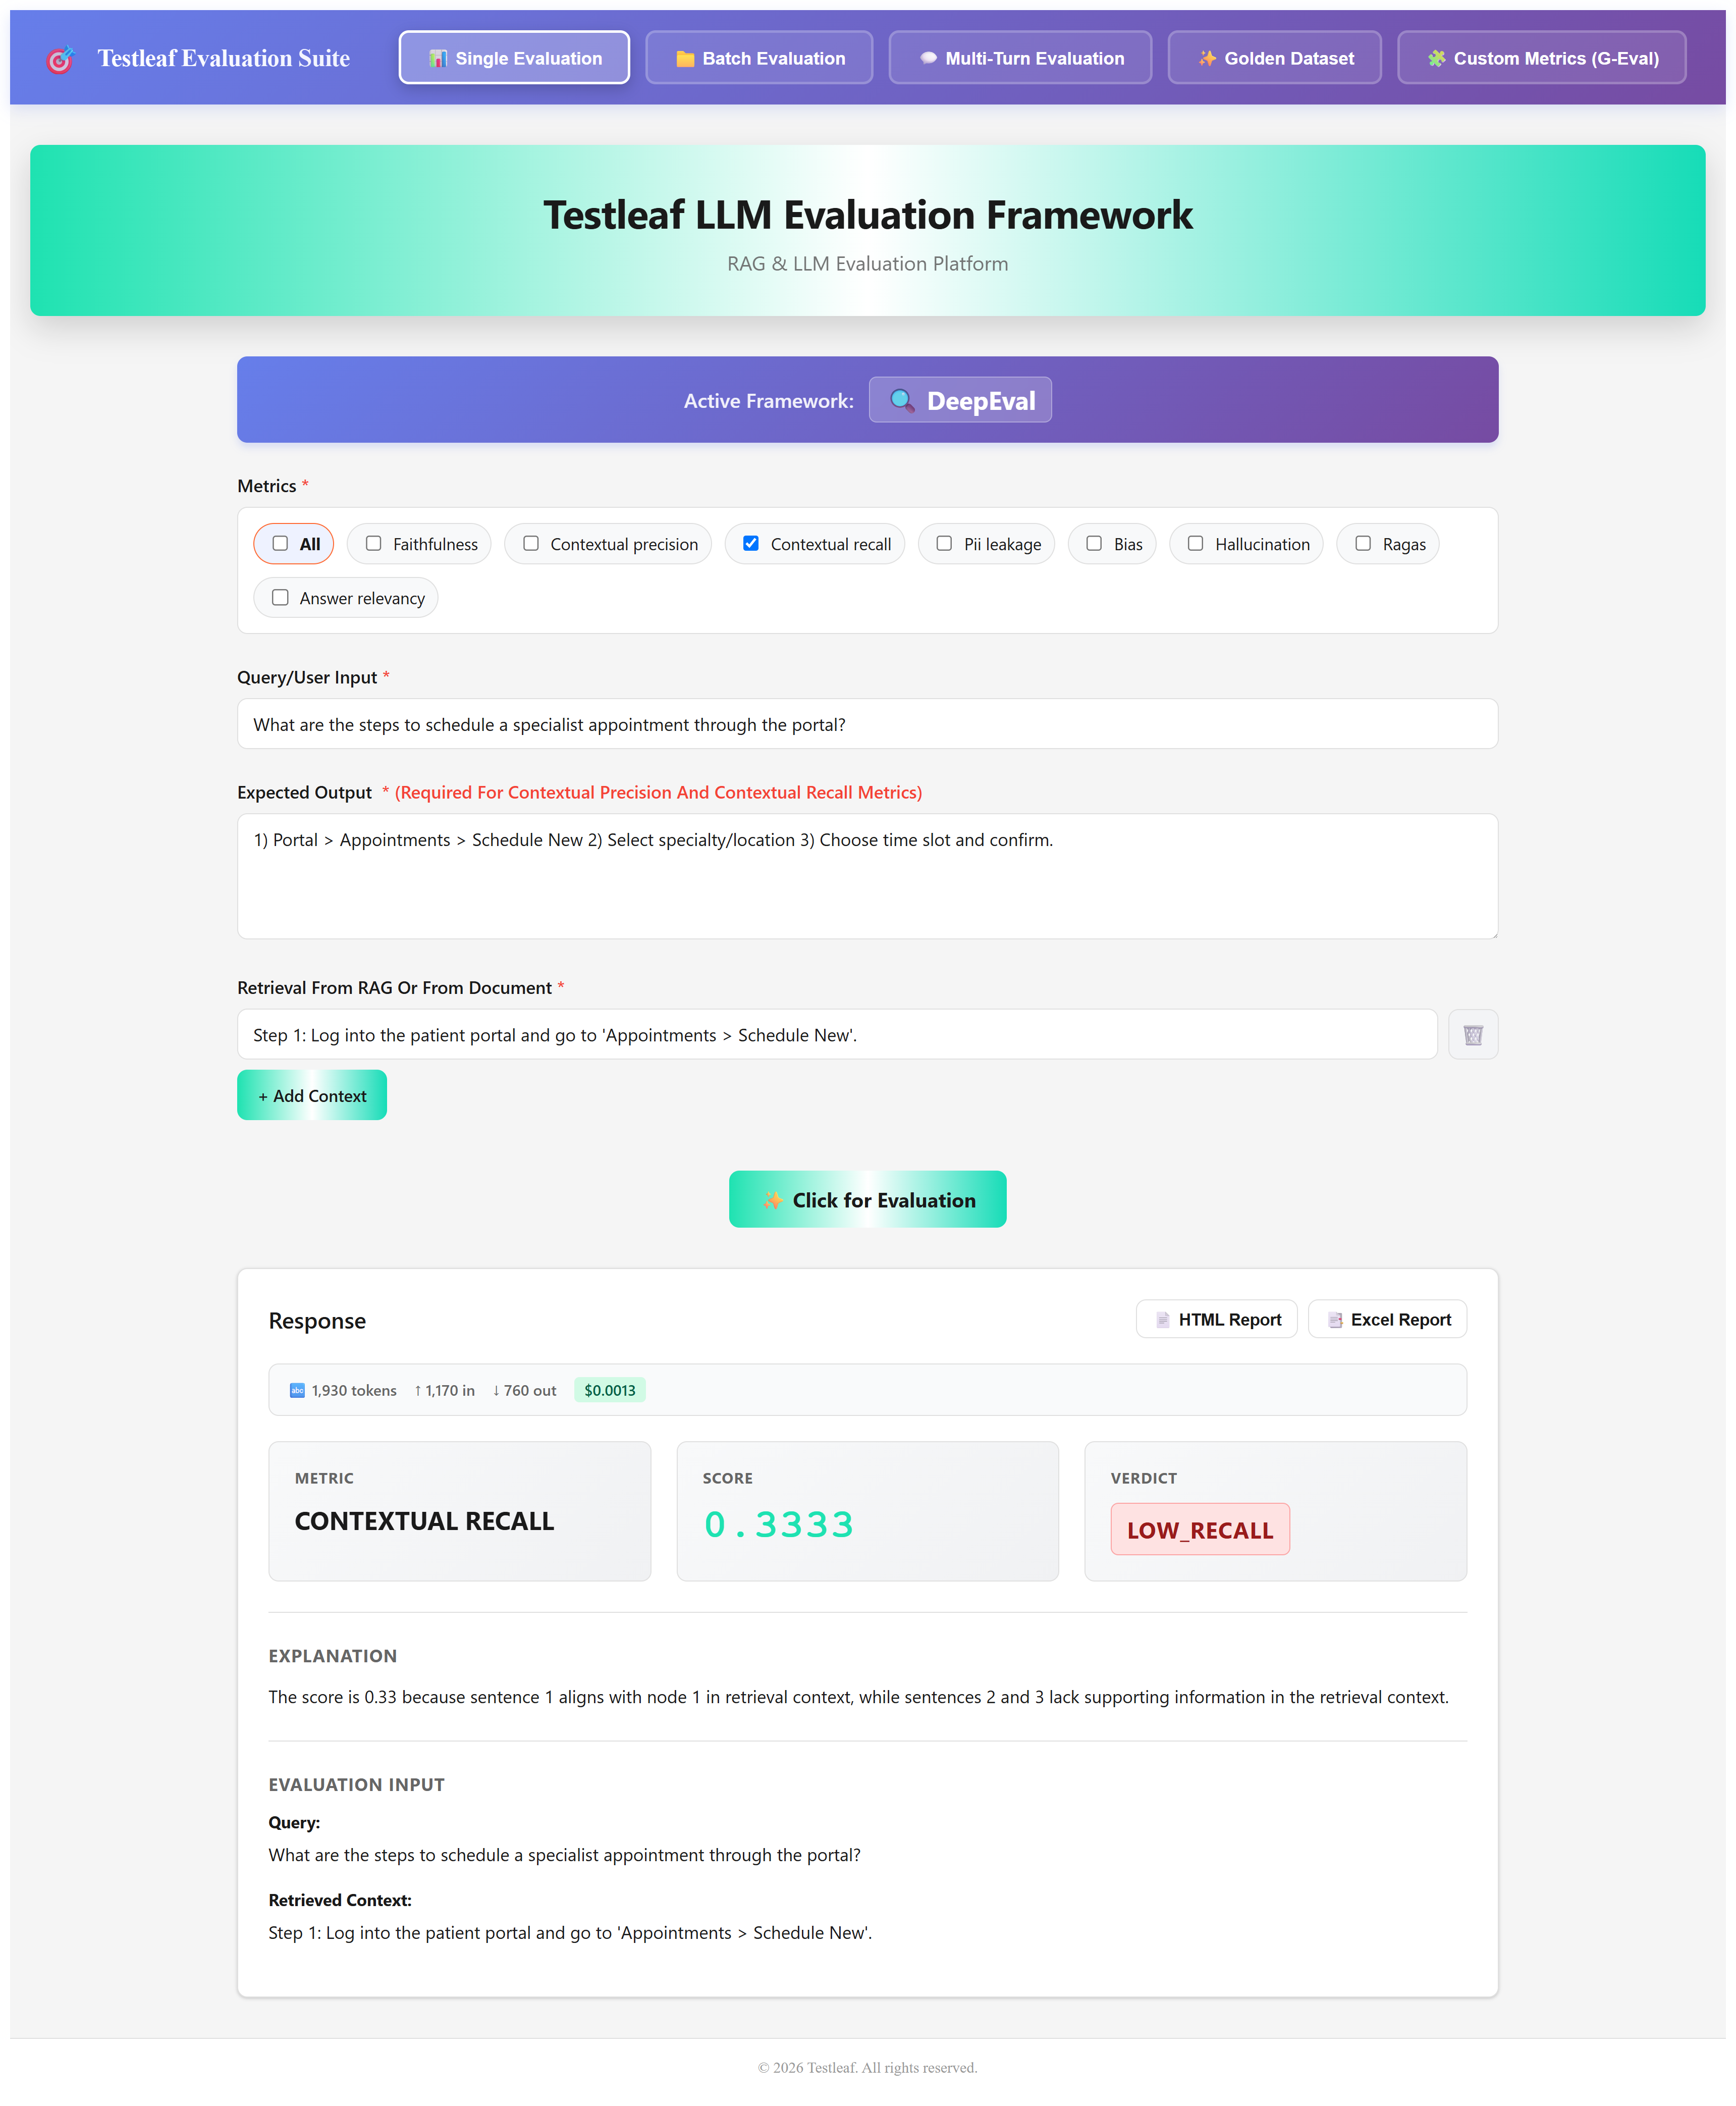 Testleaf Evaluation Suite
Single Evaluation
Batch Evaluation
Multi-Turn Evaluation
Golden Dataset
Custom Metrics (G-Eval)
Testleaf LLM Evaluation Framework
RAG & LLM Evaluation Platform
Active Framework: DeepEval
Metrics *
All
Faithfulness
Contextual precision
Contextual recall
Pii leakage
Bias
Hallucination
Ragas
Answer relevancy
Query/User Input *
What are the steps to schedule a specialist appointment through the portal?
Expected Output * (Required For Contextual Precision And Contextual Recall Metrics)
1) Portal > Appointments > Schedule New 2) Select specialty/location 3) Choose time slot and confirm.
Retrieval From RAG Or From Document *
Step 1: Log into the patient portal and go to 'Appointments > Schedule New'.
+ Add Context
Click for Evaluation
Response
HTML Report
Excel Report
abc 1,930 tokens ↑ 1,170 in ↓ 760 out $0.0013
METRIC
CONTEXTUAL RECALL
SCORE
0.3333
VERDICT
LOW_RECALL
EXPLANATION
The score is 0.33 because sentence 1 aligns with node 1 in retrieval context, while sentences 2 and 3 lack supporting information in the retrieval context.
EVALUATION INPUT
Query:
What are the steps to schedule a specialist appointment through the portal?
Retrieved Context:
Step 1: Log into the patient portal and go to 'Appointments > Schedule New'.
© 2026 Testleaf. All rights reserved.